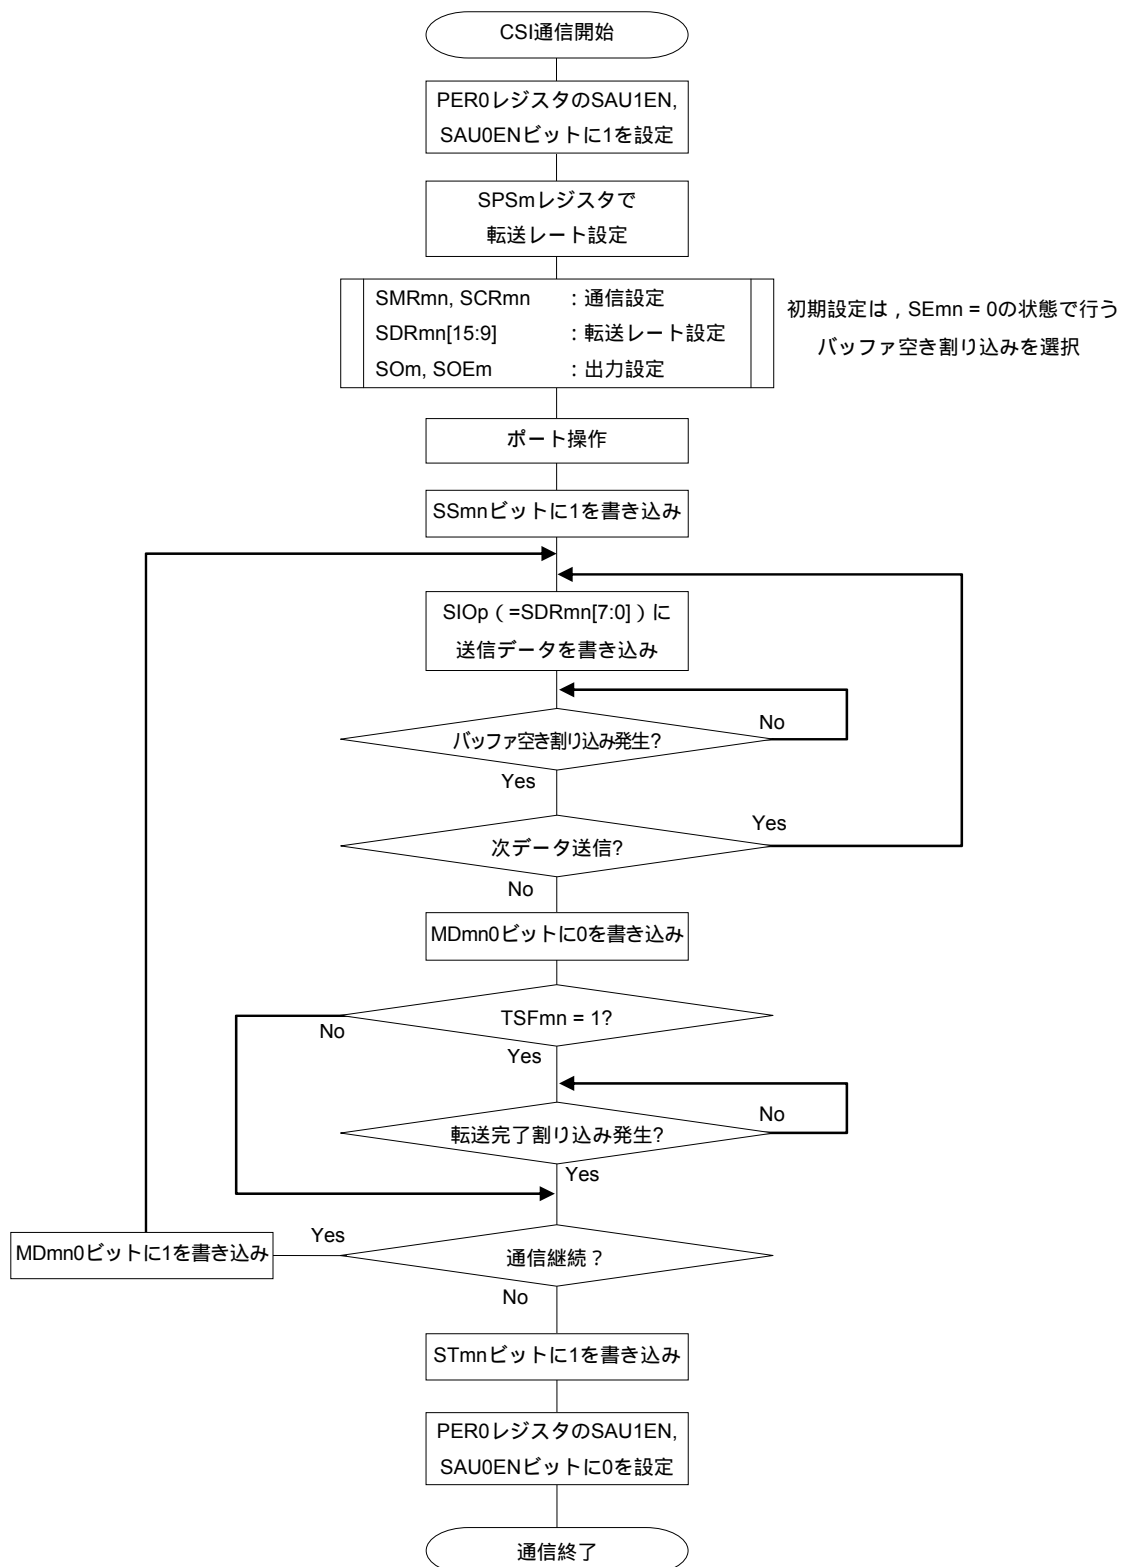 CSI通信開始
PER0レジスタのSAU1EN,
SAU0ENビットに1を設定
SPSmレジスタで
転送レート設定
SMRmn, SCRmn ：通信設定
SDRmn[15:9] ：転送レート設定
SOm, SOEm ：出力設定
初期設定は，SEmn = 0の状態で行う
バッファ空き割り込みを選択
ポート操作
SSmnビットに1を書き込み
SIOp（=SDRmn[7:0]）に
送信データを書き込み
バッファ空き割り込み発生?
No
Yes
次データ送信?
Yes
No
MDmn0ビットに0を書き込み
TSFmn = 1?
No
Yes
転送完了割り込み発生?
No
Yes
通信継続？
Yes
MDmn0ビットに1を書き込み
No
STmnビットに1を書き込み
PER0レジスタのSAU1EN,
SAU0ENビットに0を設定
通信終了